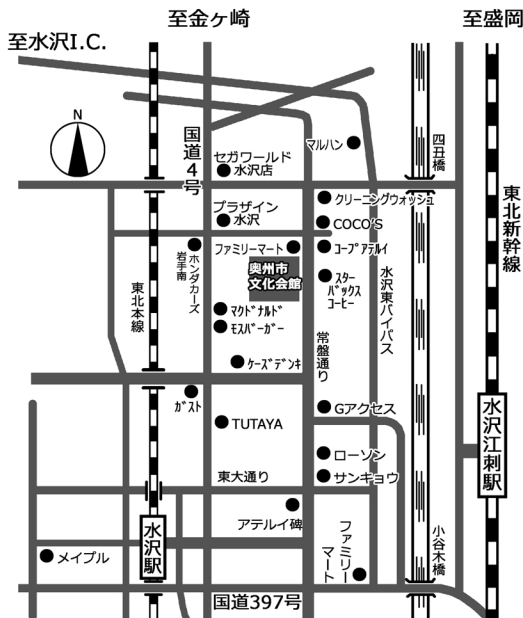 至金ヶ崎
至盛岡
至水沢I.C.
N
国道4号
マルハン
四丑橋
セガワールド
水沢店
クリーニングウォッシュ
プラザイン
水沢
COCO'S
東北新幹線
ホンダカーズ
岩手南
ファミリーマート
コープアテルイ
奥州市
文化会館
スター
バックス
コーヒー
水沢東バイパス
東北本線
マクドナルド
モスバーガー
常盤通り
ケーズデンキ
ガスト
Gアクセス
TUTAYA
水沢江刺駅
ローソン
東大通り
サンキョウ
アテルイ碑
水沢駅
ファミリー
マート
小谷木橋
メイプル
国道397号